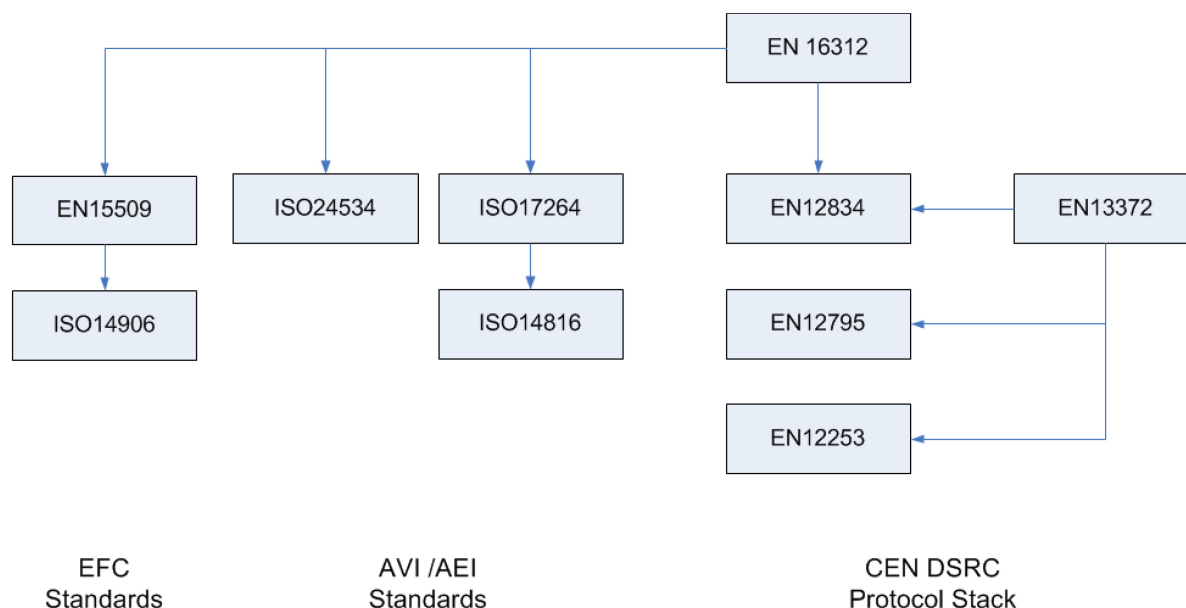 EN 16312
EN15509
ISO24534
ISO17264
EN12834
EN13372
ISO14906
ISO14816
EN12795
EN12253
EFC
Standards
AVI /AEI
Standards
CEN DSRC
Protocol Stack